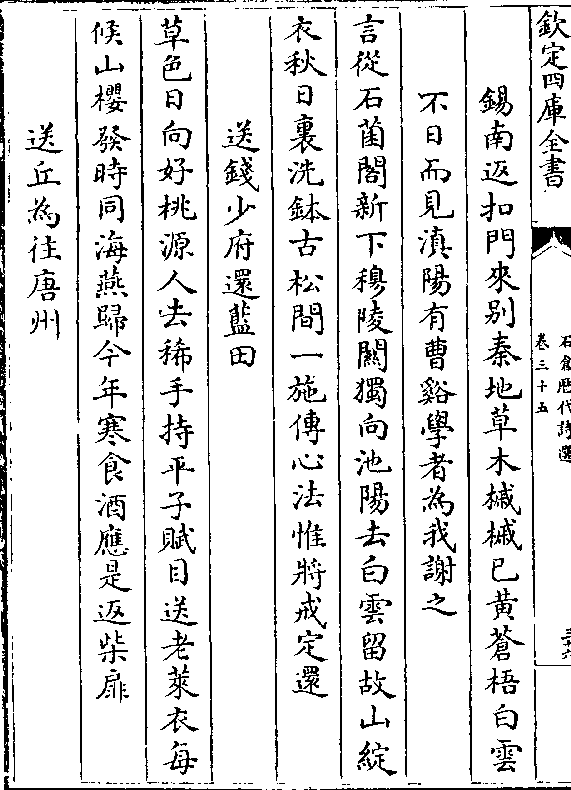 欽定四庫全書
石倉歷代詩選
卷三十五
錫南返扣門來别秦地草木槭槭已黃蒼梧白雲
不日而見滇陽有曹谿學者為我謝之
言從石菌閣新下穆陵闗獨向池陽去白雲留故山綻
衣秋日裏洗鉢古松間一施傳心法惟將戒定還
送錢少府還藍田
草色日向好桃源人去稀手持平子賦目送老萊衣每
候山櫻發時同海燕歸今年寒食酒應是返柴扉
送丘為往唐州